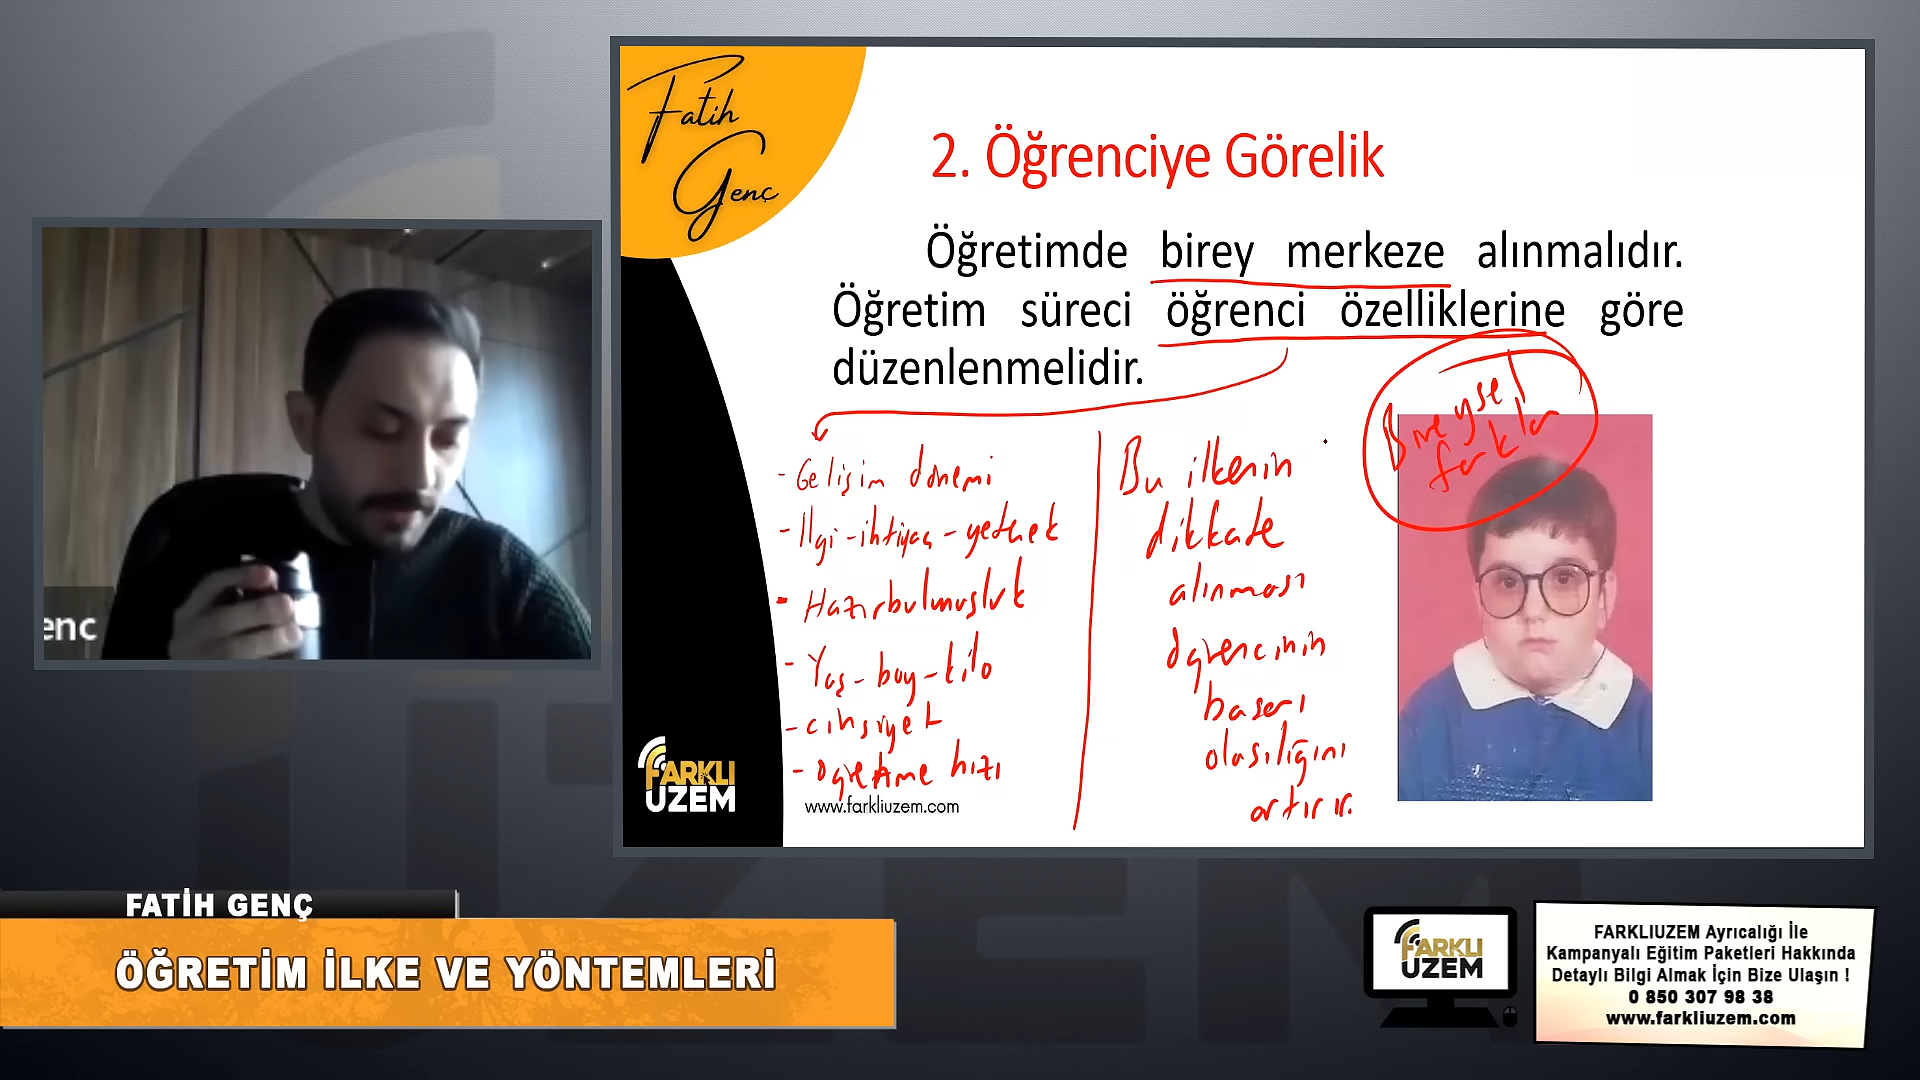 Fatih
Genç
2. Öğrenciye Görelik
Öğretimde birey merkeze alınmalıdır.
Öğretim süreci öğrenci özelliklerine göre
düzenlenmelidir.
Bireysel
farklar
- Gelişim dönemi
- İlgi - ihtiyaç - yetenek
- Hazırbulunuşluk
- Yaş - boy - kilo
- cinsiyet
- öğretme hızı
Bu ilkenin
dikkate
alınması
öğrencinin
başarı
olasılığını
artırır.
enc
FARKLI
UZEM
www.farkliuzem.com
FATİH GENÇ
ÖĞRETİM İLKE VE YÖNTEMLERİ
FARKLI
UZEM
FARKLIUZEM Ayrıcalığı İle
Kampanyalı Eğitim Paketleri Hakkında
Detaylı Bilgi Almak İçin Bize Ulaşın !
0 850 307 98 38
www.farkliuzem.com